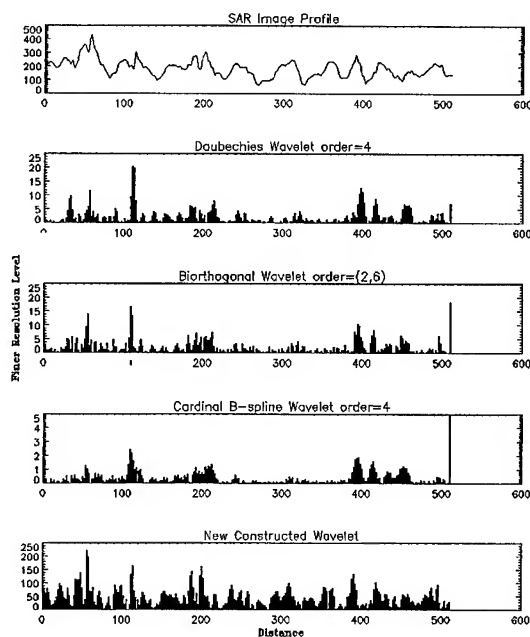 SAR Image Profile
500
400
300
200
100
0
0 100 200 300 400 500 600
Daubechies Wavelet order=4
25
20
15
10
5
0
100 200 300 400 500 600
Biorthogonal Wavelet order=(2,6)
25
20
15
10
5
0
0 200 300 400 500 600
Cardinal B-spline Wavelet order=4
5
4
3
2
1
0
0 100 200 300 400 500 600
New Constructed Wavelet
250
200
150
100
50
0
0 100 200 300 400 500 600
Distance
Finer Resolution Level